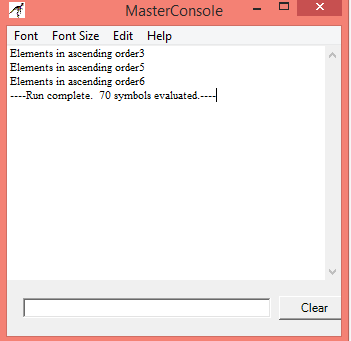 MasterConsole
Font Font Size Edit Help
Elements in ascending order3
Elements in ascending order5
Elements in ascending order6
----Run complete.  70 symbols evaluated.----
Clear